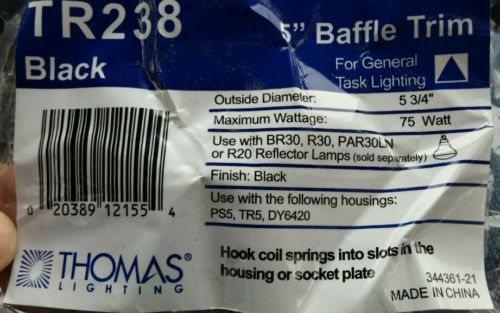 TR238
Black
5" Baffle Trim
For General
Task Lighting
Outside Diameter: 5 3/4"
Maximum Wattage: 75 Watt
Use with BR30, R30, PAR30LN
or R20 Reflector Lamps (sold separately)
Finish: Black
Use with the following housings:
PS5, TR5, DY6420
0 20389 12155 4
THOMAS®
LIGHTING
Hook coil springs into slots in the
housing or socket plate
344361-21
MADE IN CHINA